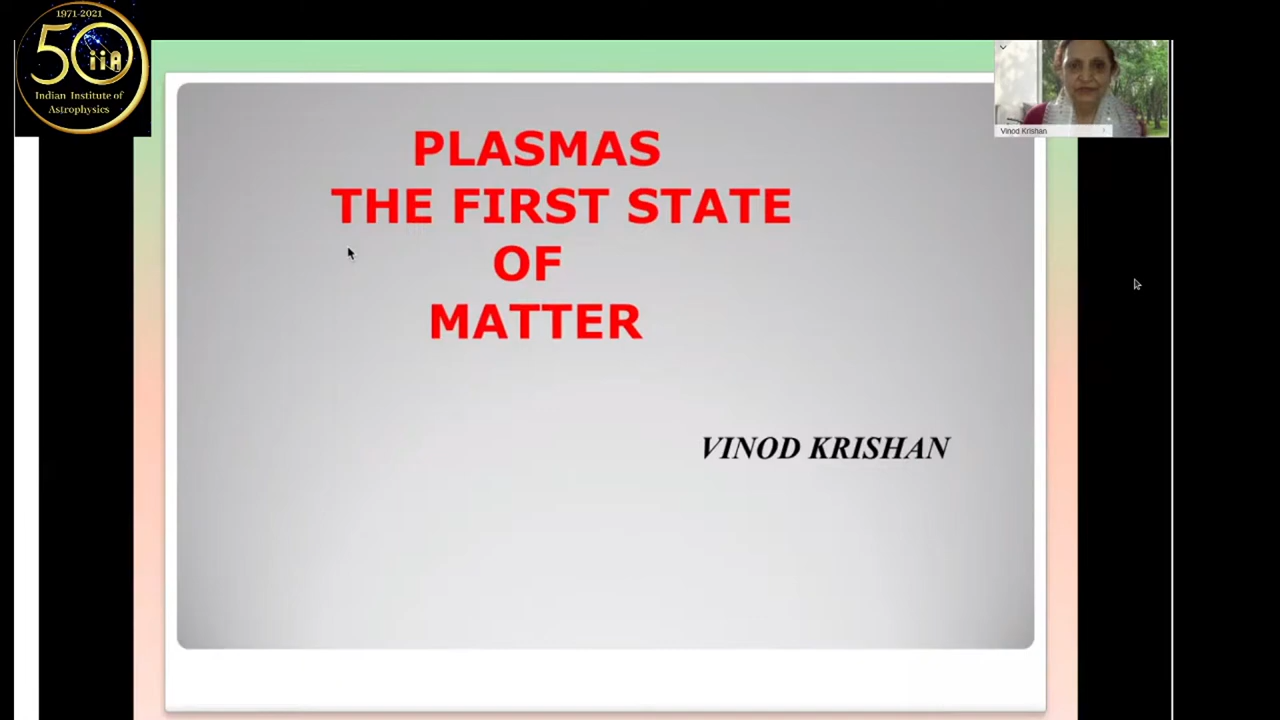 1971-2021
50
iiA
Indian Institute of
Astrophysics
Vinod Krishan
PLASMAS
THE FIRST STATE
OF
MATTER
VINOD KRISHAN